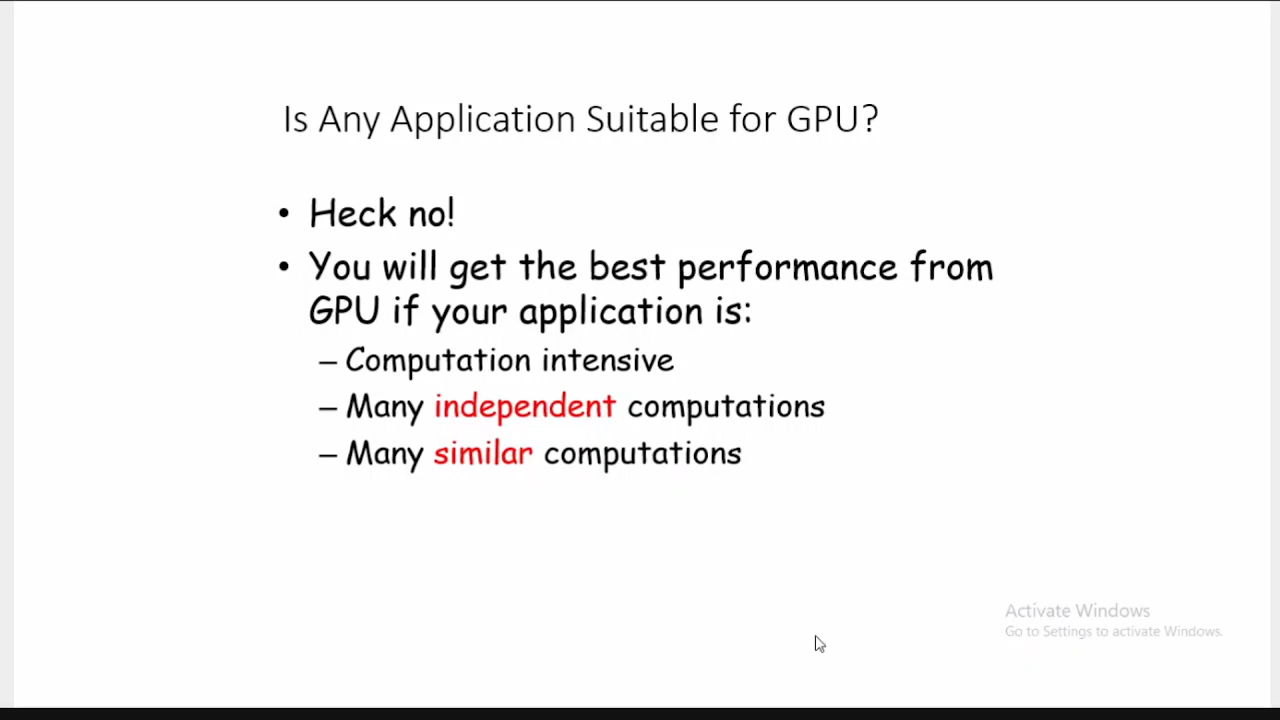 Is Any Application Suitable for GPU?
• Heck no!
• You will get the best performance from
GPU if your application is:
– Computation intensive
– Many independent computations
– Many similar computations
Activate Windows
Go to Settings to activate Windows.